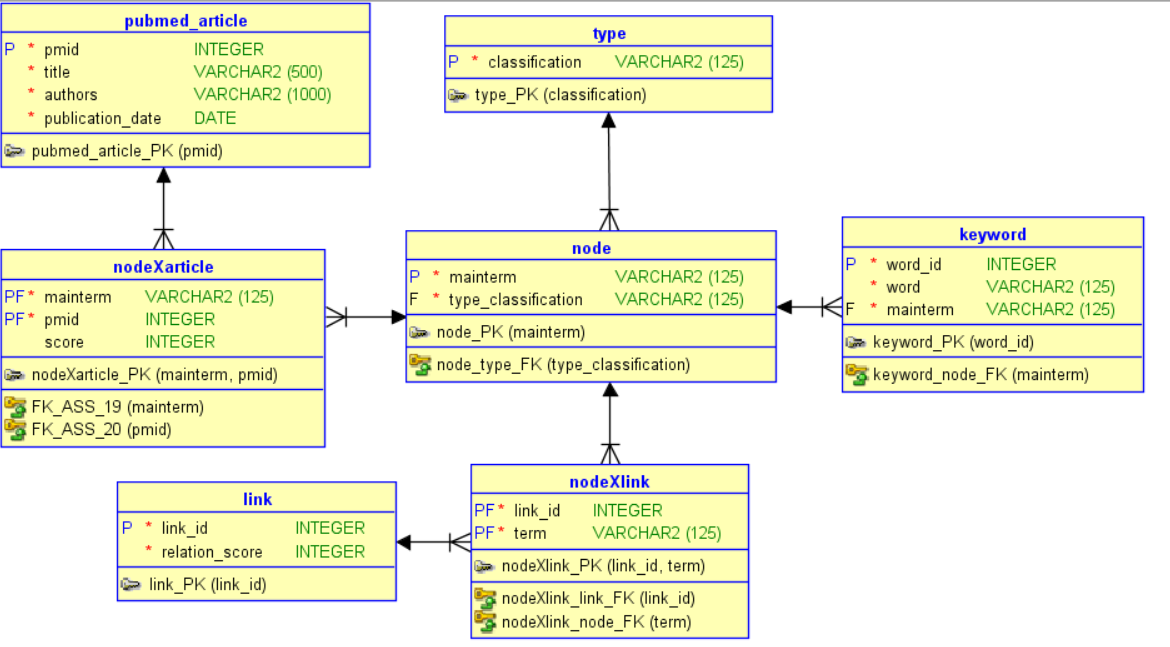 pubmed_article
P * pmid INTEGER
* title VARCHAR2 (500)
* authors VARCHAR2 (1000)
* publication_date DATE
pubmed_article_PK (pmid)
type
P * classification VARCHAR2 (125)
type_PK (classification)
nodeXarticle
PF* mainterm VARCHAR2 (125)
PF* pmid INTEGER
score INTEGER
nodeXarticle_PK (mainterm, pmid)
FK_ASS_19 (mainterm)
FK_ASS_20 (pmid)
node
P * mainterm VARCHAR2 (125)
F * type_classification VARCHAR2 (125)
node_PK (mainterm)
node_type_FK (type_classification)
keyword
P * word_id INTEGER
* word VARCHAR2 (125)
F * mainterm VARCHAR2 (125)
keyword_PK (word_id)
keyword_node_FK (mainterm)
link
P * link_id INTEGER
* relation_score INTEGER
link_PK (link_id)
nodeXlink
PF* link_id INTEGER
PF* term VARCHAR2 (125)
nodeXlink_PK (link_id, term)
nodeXlink_link_FK (link_id)
nodeXlink_node_FK (term)